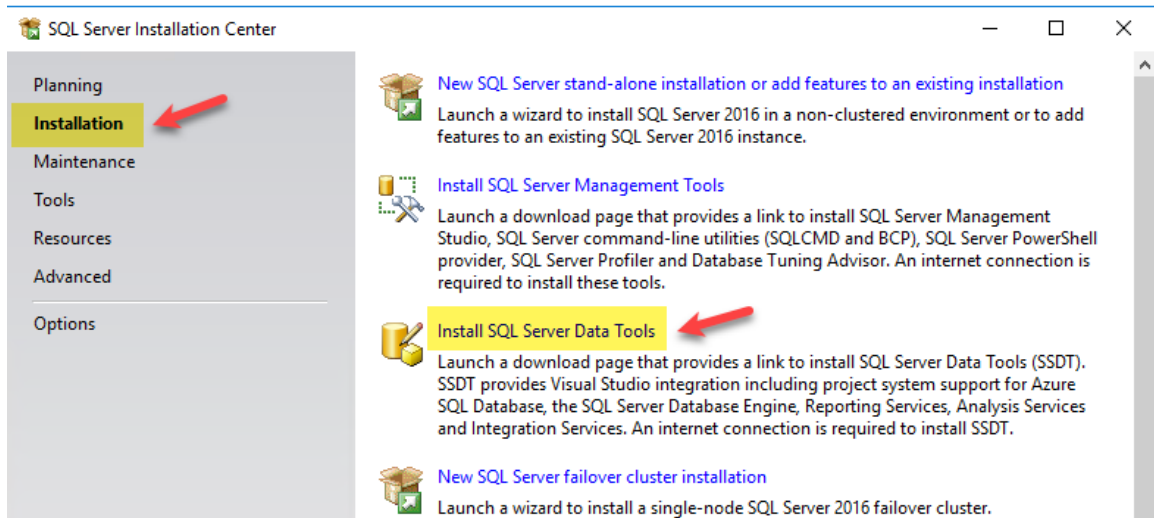 SQL Server Installation Center
Planning
Installation
Maintenance
Tools
Resources
Advanced
Options
New SQL Server stand-alone installation or add features to an existing installation
Launch a wizard to install SQL Server 2016 in a non-clustered environment or to add
features to an existing SQL Server 2016 instance.
Install SQL Server Management Tools
Launch a download page that provides a link to install SQL Server Management
Studio, SQL Server command-line utilities (SQLCMD and BCP), SQL Server PowerShell
provider, SQL Server Profiler and Database Tuning Advisor. An internet connection is
required to install these tools.
Install SQL Server Data Tools
Launch a download page that provides a link to install SQL Server Data Tools (SSDT).
SSDT provides Visual Studio integration including project system support for Azure
SQL Database, the SQL Server Database Engine, Reporting Services, Analysis Services
and Integration Services. An internet connection is required to install SSDT.
New SQL Server failover cluster installation
Launch a wizard to install a single-node SQL Server 2016 failover cluster.